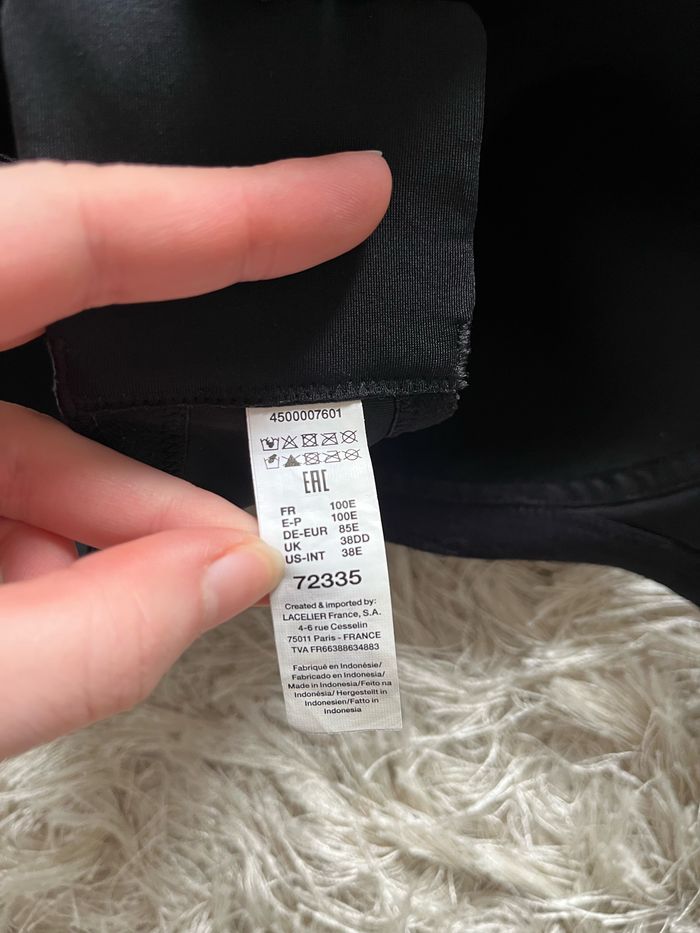 4500007601
EAC
FR 100E
E-P 100E
DE-EUR 85E
UK 38DD
US-INT 38E
72335
Created & imported by:
LACELIER France, S.A.
4-6 rue Cesselin
75011 Paris - FRANCE
TVA FR66388634883
Fabriqué en Indonésie/
Fabricado en Indonesia/
Made in Indonesia/Feito na
Indonésia/ Hergestellt in
Indonesien/Fatto in
Indonesia